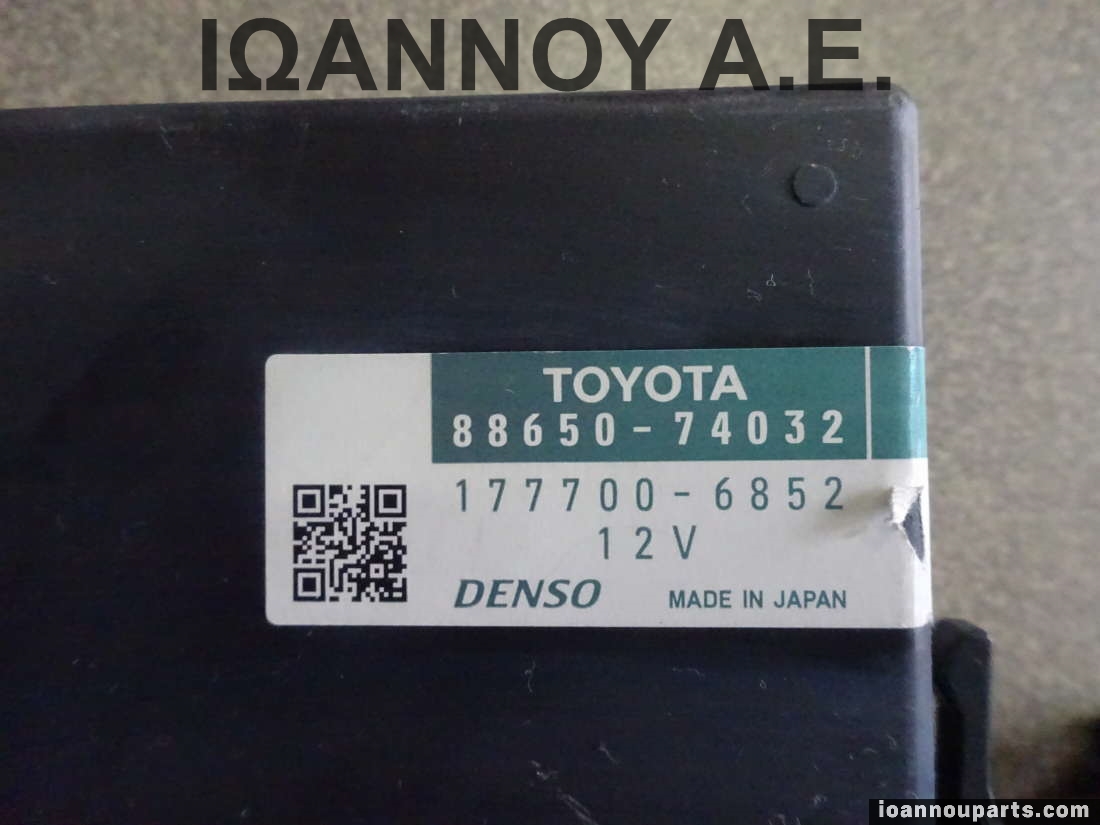 ΙΩΑΝΝΟΥ Α.Ε.
TOYOTA
88650-74032
177700-6852
12V
DENSO MADE IN JAPAN
ioannouparts.com